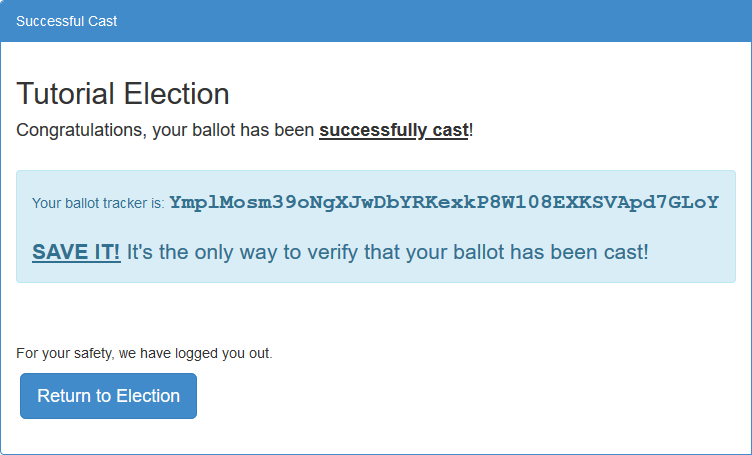 Successful Cast
Tutorial Election
Congratulations, your ballot has been successfully cast!
Your ballot tracker is: YmplMosm39oNgXJwDbYRKexkP8W108EXKSVApd7GLoY
SAVE IT! It's the only way to verify that your ballot has been cast!
For your safety, we have logged you out.
Return to Election